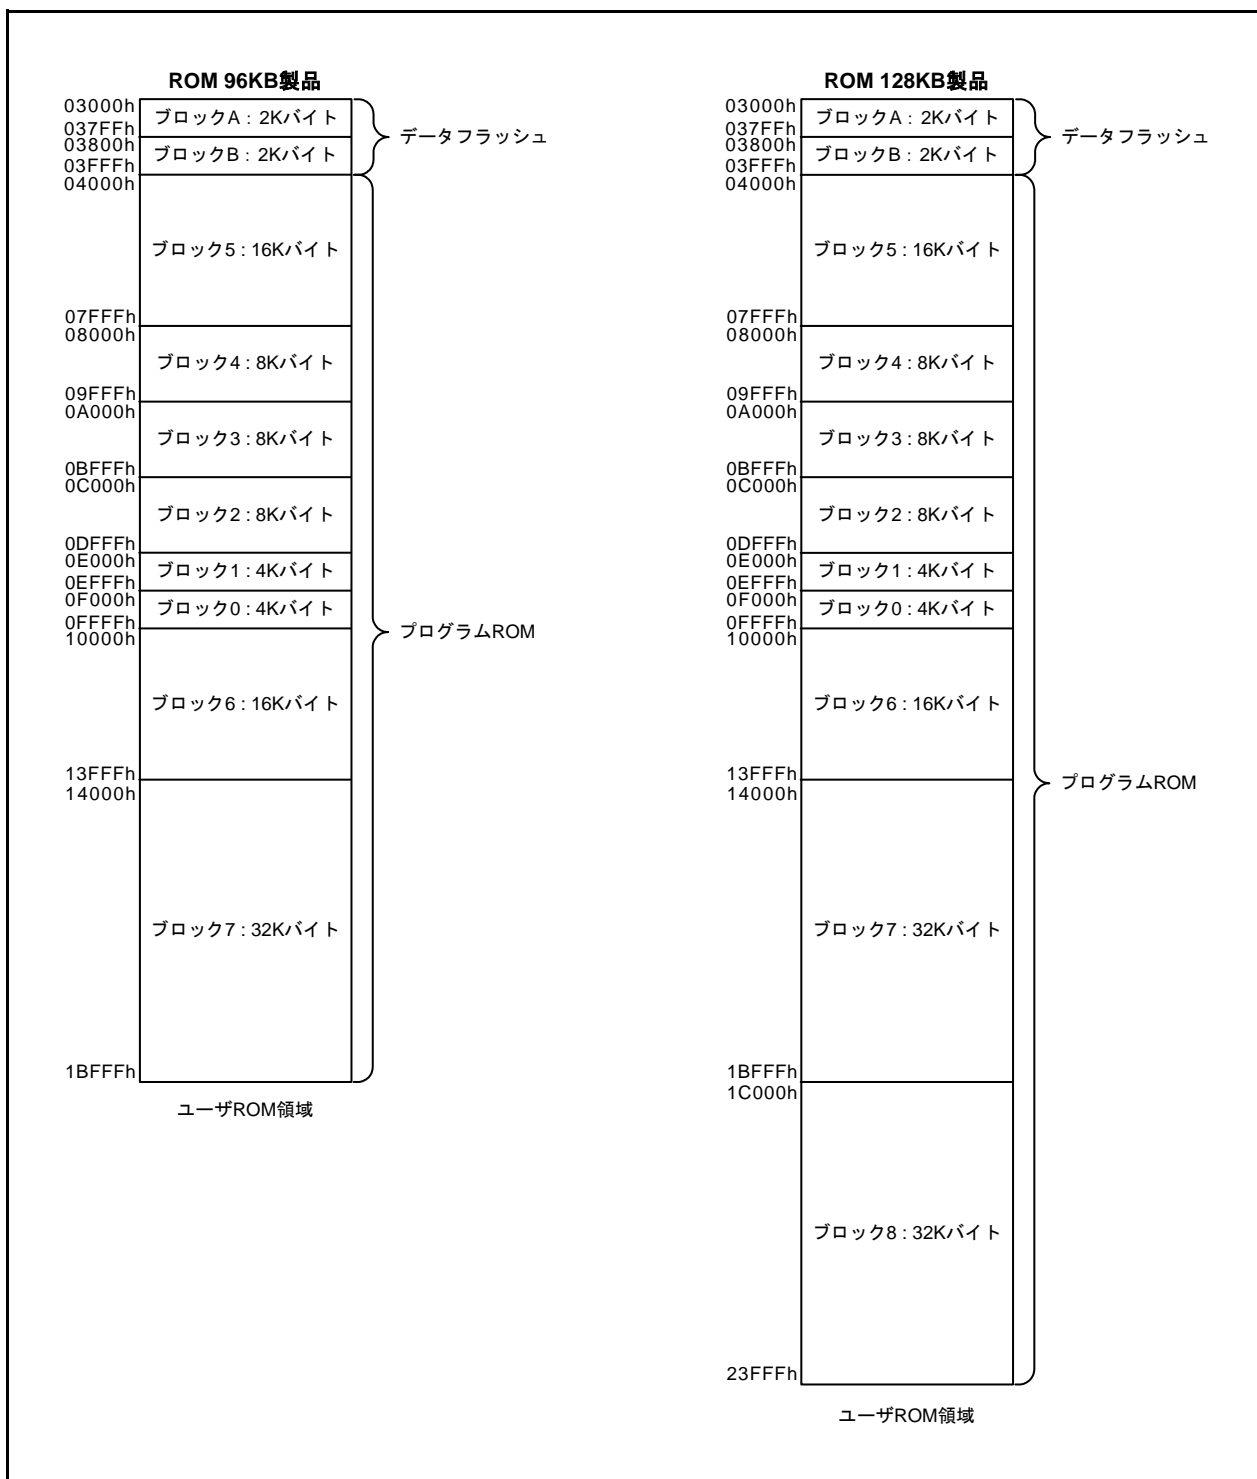 ROM 96KB製品
03000h
ブロックA : 2Kバイト
037FFh
03800h
ブロックB : 2Kバイト
03FFFh
データフラッシュ
04000h
ブロック5 : 16Kバイト
07FFFh
08000h
ブロック4 : 8Kバイト
09FFFh
0A000h
ブロック3 : 8Kバイト
0BFFFh
0C000h
ブロック2 : 8Kバイト
0DFFFh
0E000h
ブロック1 : 4Kバイト
0EFFFh
0F000h
ブロック0 : 4Kバイト
0FFFFh
10000h
プログラムROM
ブロック6 : 16Kバイト
13FFFh
14000h
ブロック7 : 32Kバイト
1BFFFh
ユーザROM領域
ROM 128KB製品
03000h
ブロックA : 2Kバイト
037FFh
03800h
ブロックB : 2Kバイト
03FFFh
データフラッシュ
04000h
ブロック5 : 16Kバイト
07FFFh
08000h
ブロック4 : 8Kバイト
09FFFh
0A000h
ブロック3 : 8Kバイト
0BFFFh
0C000h
ブロック2 : 8Kバイト
0DFFFh
0E000h
ブロック1 : 4Kバイト
0EFFFh
0F000h
ブロック0 : 4Kバイト
0FFFFh
10000h
ブロック6 : 16Kバイト
13FFFh
14000h
プログラムROM
ブロック7 : 32Kバイト
1BFFFh
1C000h
ブロック8 : 32Kバイト
23FFFh
ユーザROM領域